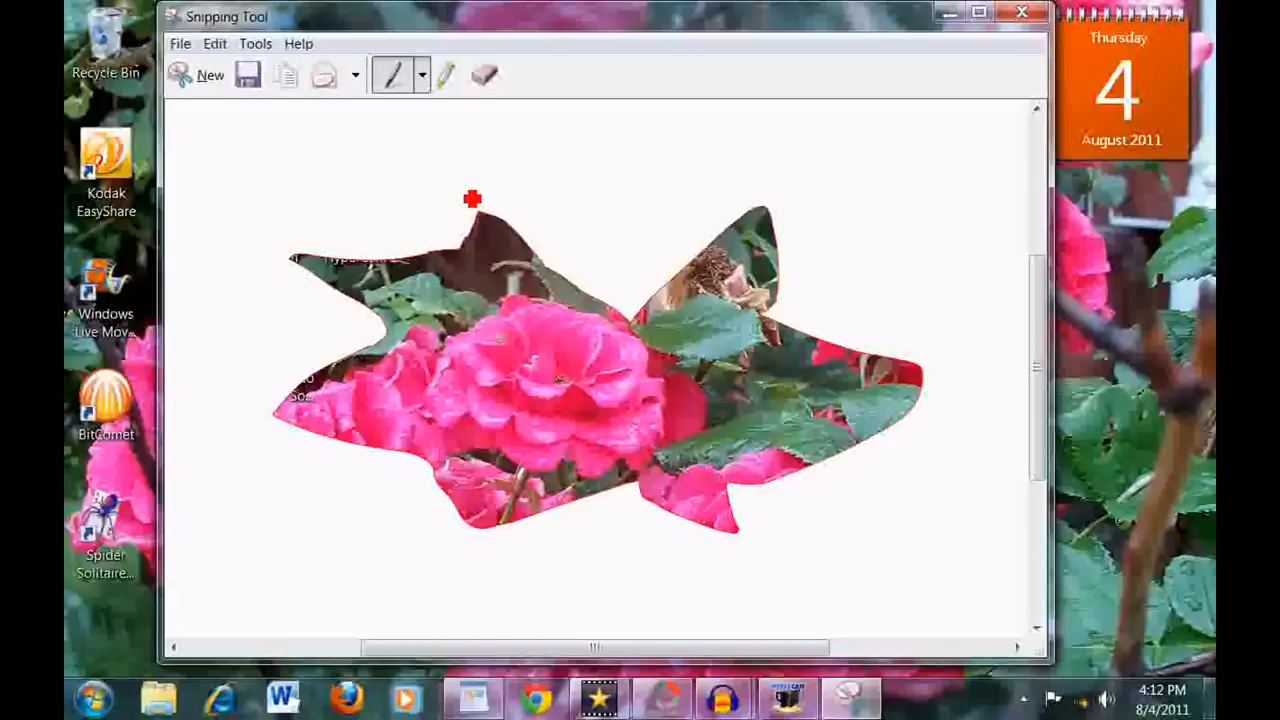 Snipping Tool
File Edit Tools Help
New
Recycle Bin
Kodak
EasyShare
Windows
Live Mov...
BitComet
Spider
Solitaire...
So...
Thursday
4
August 2011
4:12 PM
8/4/2011